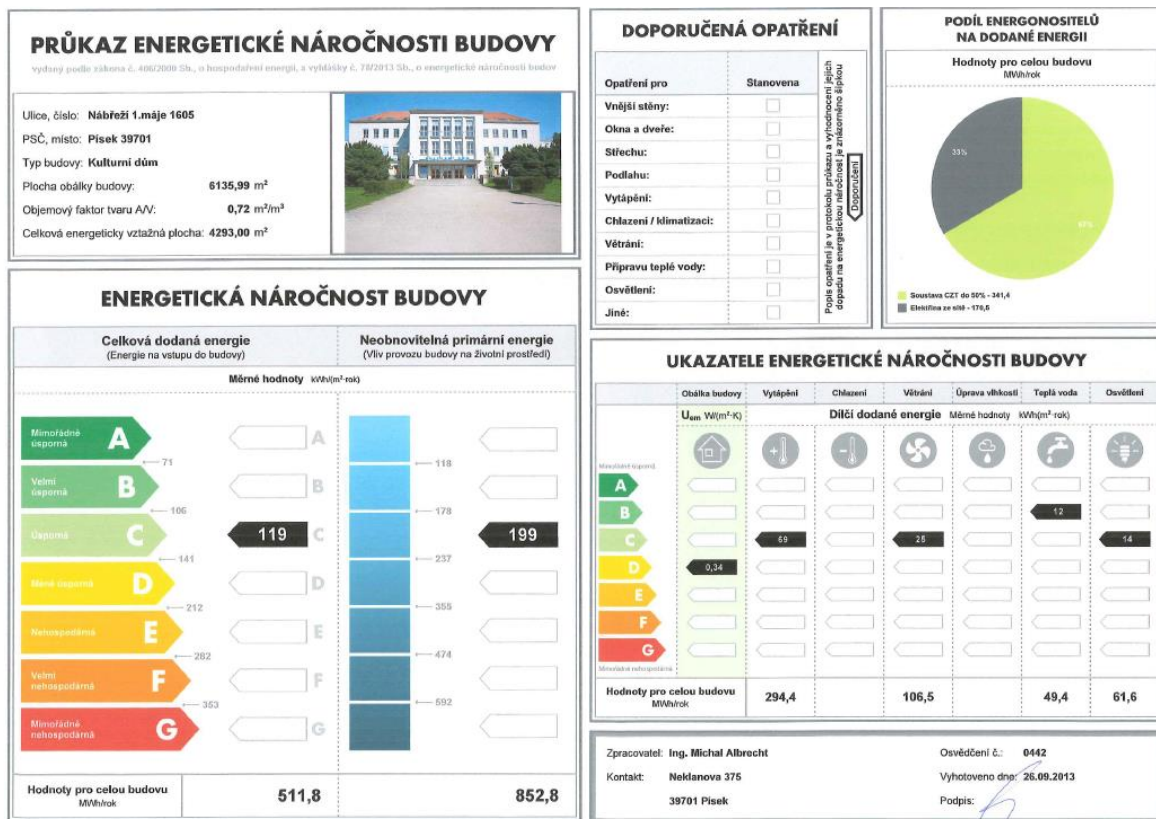 PRŮKAZ ENERGETICKÉ NÁROČNOSTI BUDOVY
vydaný podle zákona č. 406/2000 Sb., o hospodaření energií, a vyhlášky č. 78/2013 Sb., o energetické náročnosti budov
Ulice, číslo: Nábřeží 1.máje 1605
PSČ, místo: Písek 39701
Typ budovy: Kulturní dům
Plocha obálky budovy: 6135,99 m²
Objemový faktor tvaru A/V: 0,72 m²/m³
Celková energeticky vztažná plocha: 4293,00 m²
ENERGETICKÁ NÁROČNOST BUDOVY
Celková dodaná energie
(Energie na vstupu do budovy)
Neobnovitelná primární energie
(Vliv provozu budovy na životní prostředí)
Měrné hodnoty kWh/(m²·rok)
Mimořádně úsporná A A
71 118
Velmi úsporná B B
106 178
Úsporná C 119 C 199
141 237
Méně úsporná D D
212 355
Nehospodárná E E
282 474
Velmi nehospodárná F F
353 592
Mimořádně nehospodárná G G
Hodnoty pro celou budovu
MWh/rok
511,8 852,8
DOPORUČENÁ OPATŘENÍ
Opatření pro Stanovena
Vnější stěny:
Okna a dveře:
Střechu:
Podlahu:
Vytápění:
Chlazení / klimatizaci:
Větrání:
Přípravu teplé vody:
Osvětlení:
Jiné:
Popis opatření je v protokolu průkazu a vyhodnocení jejich
dopadu na energetickou náročnost je znázorněno šipkou
Doporučení
PODÍL ENERGONOSITELŮ
NA DODANÉ ENERGII
Hodnoty pro celou budovu
MWh/rok
33%
67%
Soustava CZT do 50% - 341,4
Elektřina ze sítě - 170,5
UKAZATELE ENERGETICKÉ NÁROČNOSTI BUDOVY
Obálka budovy Vytápění Chlazení Větrání Úprava vlhkosti Teplá voda Osvětlení
Uem W/(m²·K) Dílčí dodané energie Měrné hodnoty kWh/(m²·rok)
Mimořádně úsporná
A
B 12
C 69 25 14
D 0,34
E
F
G
Mimořádně nehospodárná
Hodnoty pro celou budovu
MWh/rok
294,4 106,5 49,4 61,6
Zpracovatel: Ing. Michal Albrecht
Kontakt: Neklanova 375
39701 Písek
Osvědčení č.: 0442
Vyhotoveno dne: 26.09.2013
Podpis: